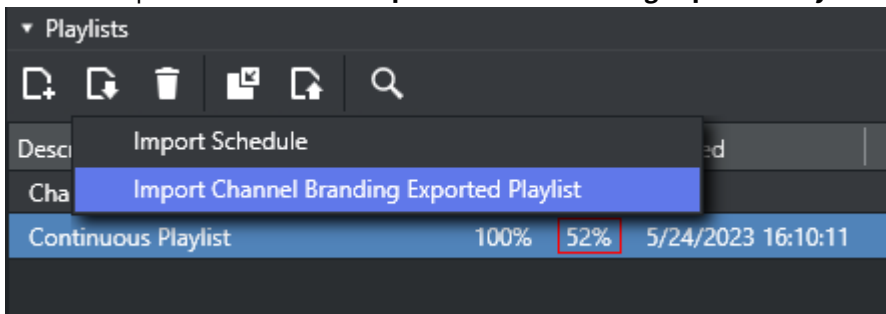 Playlists
Import Schedule
Import Channel Branding Exported Playlist
Continuous Playlist 100% 52% 5/24/2023 16:10:11